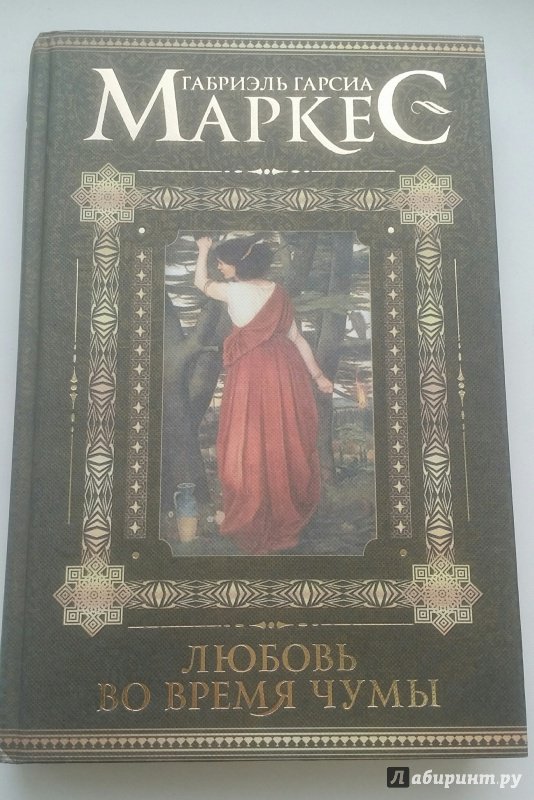 ГАБРИЭЛЬ ГАРСИА
МАРКЕС
ЛЮБОВЬ
ВО ВРЕМЯ ЧУМЫ
Лабиринт.ру